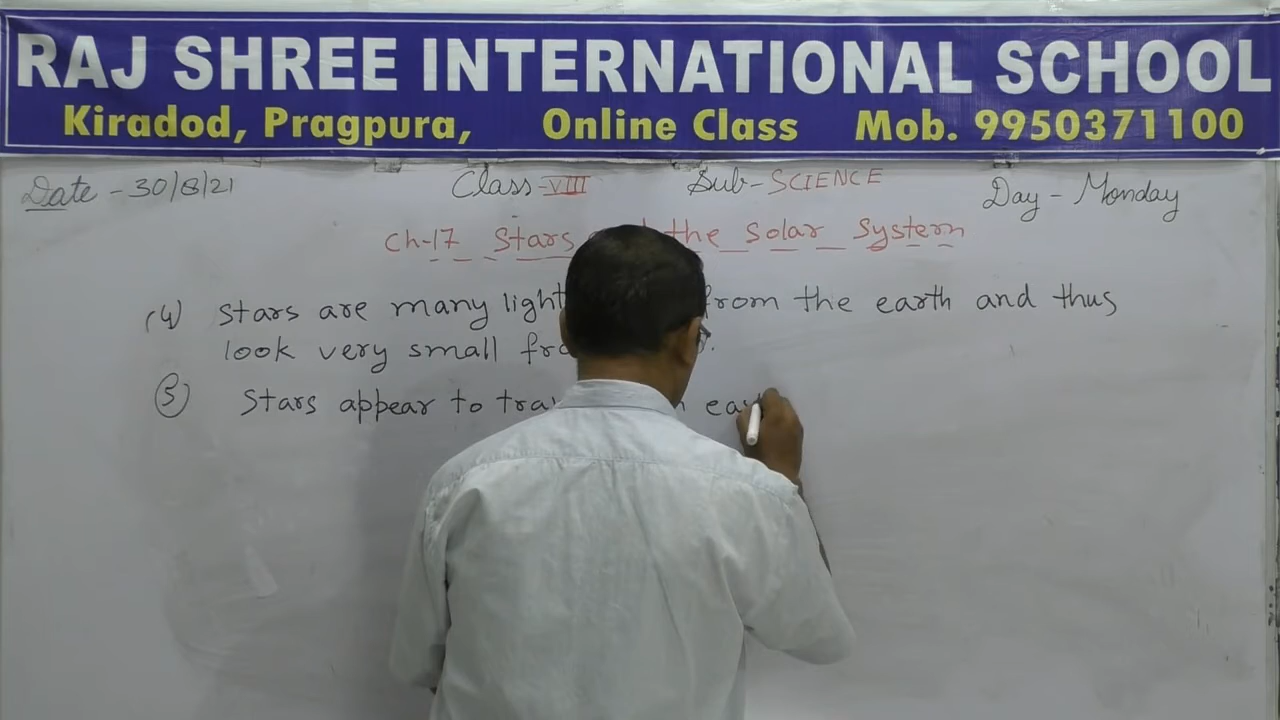 RAJ SHREE INTERNATIONAL SCHOOL
Kiradod, Pragpura, Online Class Mob. 9950371100
Date - 30/8/21 Class-VIII Sub-SCIENCE Day - Monday
Ch-17 Stars the Solar System
(4) Stars are many light from the earth and thus
look very small
(5) Stars appear to